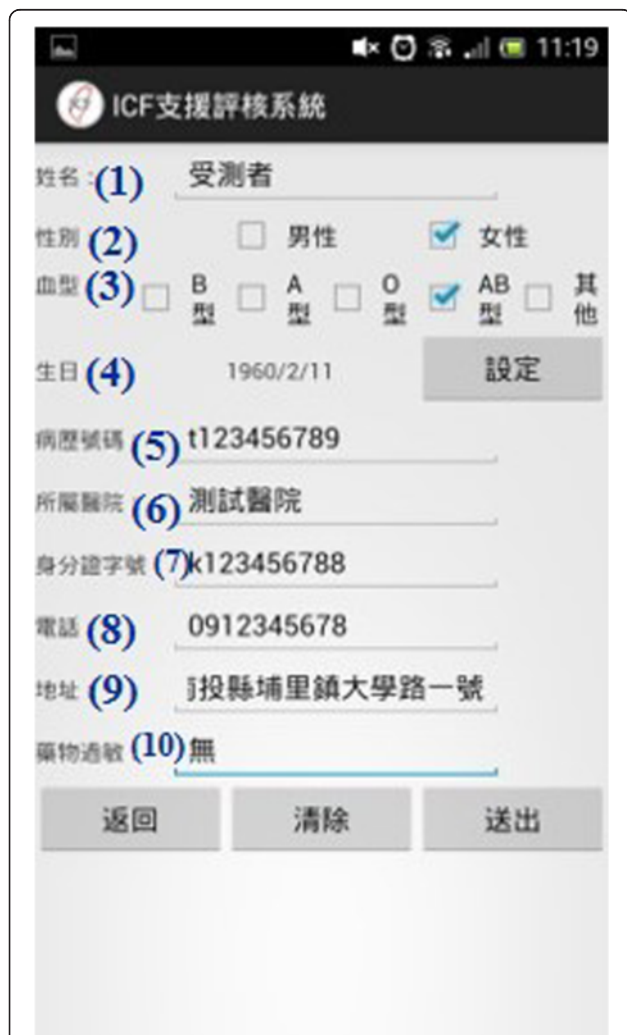 11:19
ICF支援評核系統
姓名 : (1) 受測者
性別 (2) 男性 女性
血型 (3) B型 A型 O型 AB型 其他
生日 (4) 1960/2/11 設定
病歷號碼 (5) t123456789
所屬醫院 (6) 測試醫院
身分證字號 (7) k123456788
電話 (8) 0912345678
地址 (9) 投縣埔里鎮大學路一號
藥物過敏 (10) 無
返回 清除 送出